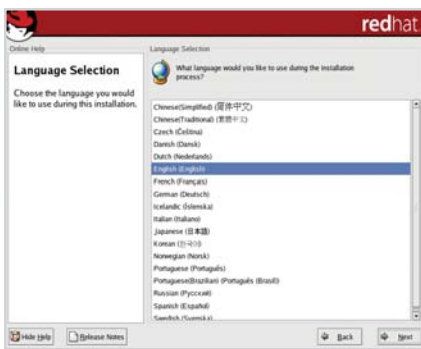 redhat.
Online Help
Language Selection
Choose the language you would
like to use during this installation.
Language Selection
What language would you like to use during the installation
process?
Chinese(Simplified) (简体中文)
Chinese(Traditional) (繁體中文)
Czech (Čeština)
Danish (Dansk)
Dutch (Nederlands)
English (English)
French (Français)
German (Deutsch)
Icelandic (Íslenska)
Italian (Italiano)
Japanese (日本語)
Korean (한국어)
Norwegian (Norsk)
Portuguese (Português)
Portuguese(Brazilian) (Português (Brasil))
Russian (Русский)
Spanish (Español)
Swedish (Svenska)
Hide Help
Release Notes
Back
Next